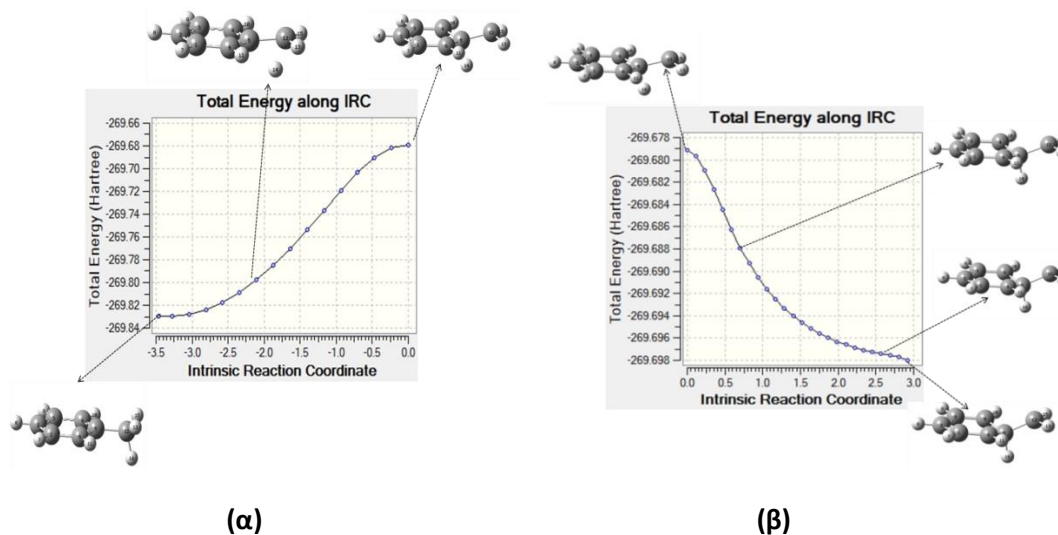 Total Energy along IRC
Total Energy (Hartree)
-269.66
-269.68
-269.70
-269.72
-269.74
-269.76
-269.78
-269.80
-269.82
-269.84
-3.5 -3.0 -2.5 -2.0 -1.5 -1.0 -0.5 0.0
Intrinsic Reaction Coordinate
(α)
Total Energy along IRC
Total Energy (Hartree)
-269.678
-269.680
-269.682
-269.684
-269.686
-269.688
-269.690
-269.692
-269.694
-269.696
-269.698
0.0 0.5 1.0 1.5 2.0 2.5 3.0
Intrinsic Reaction Coordinate
(β)